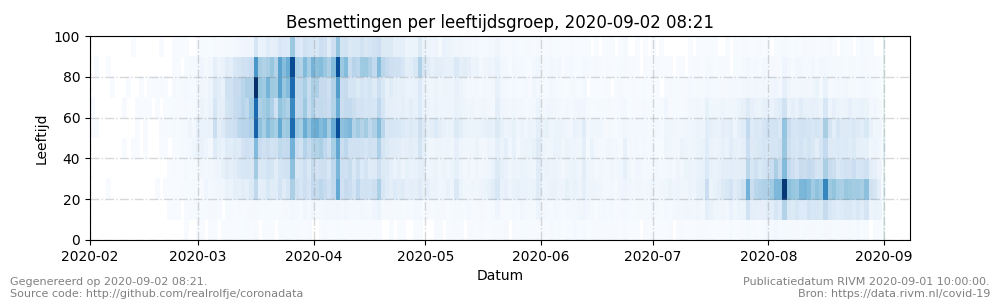 Besmettingen per leeftijdsgroep, 2020-09-02 08:21
100
80
60
40
20
0
Leeftijd
2020-02 2020-03 2020-04 2020-05 2020-06 2020-07 2020-08 2020-09
Datum
Gegenereerd op 2020-09-02 08:21.
Source code: http://github.com/realrolfje/coronadata
Publicatiedatum RIVM 2020-09-01 10:00:00.
Bron: https://data.rivm.nl/covid-19